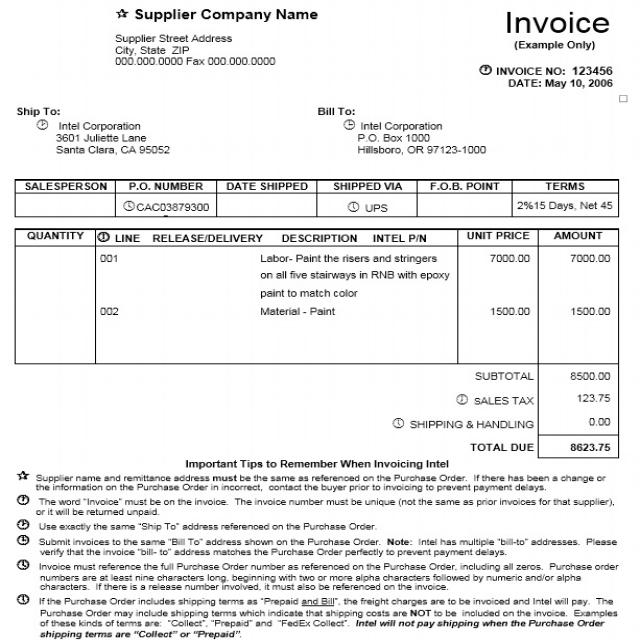 Supplier Company Name
Invoice
(Example Only)
Supplier Street Address
City, State ZIP
000.000.0000 Fax 000.000.0000
INVOICE NO: 123456
DATE: May 10, 2006
Ship To:
Intel Corporation
3601 Juliette Lane
Santa Clara, CA 95052
Bill To:
Intel Corporation
P.O. Box 1000
Hillsboro, OR 97123-1000
SALESPERSON P.O. NUMBER DATE SHIPPED SHIPPED VIA F.O.B. POINT TERMS
CAC03879300 UPS 2%15 Days, Net 45
QUANTITY LINE RELEASE/DELIVERY DESCRIPTION INTEL P/N UNIT PRICE AMOUNT
001 Labor- Paint the risers and stringers 7000.00 7000.00
on all five stairways in RNB with epoxy
paint to match color
002 Material - Paint 1500.00 1500.00
SUBTOTAL 8500.00
SALES TAX 123.75
SHIPPING & HANDLING 0.00
TOTAL DUE 8623.75
Important Tips to Remember When Invoicing Intel
Supplier name and remittance address must be the same as referenced on the Purchase Order. If there has been a change or
the information on the Purchase Order in incorrect, contact the buyer prior to invoicing to prevent payment delays.
The word "Invoice" must be on the invoice. The invoice number must be unique (not the same as prior invoices for that supplier),
or it will be returned unpaid.
Use exactly the same "Ship To" address referenced on the Purchase Order.
Submit invoices to the same "Bill To" address shown on the Purchase Order. Note: Intel has multiple "bill-to" addresses. Please
verify that the invoice "bill- to" address matches the Purchase Order perfectly to prevent payment delays.
Invoice must reference the full Purchase Order number as referenced on the Purchase Order, including all zeros. Purchase order
numbers are at least nine characters long, beginning with two or more alpha characters followed by numeric and/or alpha
characters. If there is a release number involved, it must also be referenced on the invoice.
If the Purchase Order includes shipping terms as "Prepaid and Bill", the freight charges are to be invoiced and Intel will pay. The
Purchase Order may include shipping terms which indicate that shipping costs are NOT to be included on the invoice. Examples
of these kinds of terms are: "Collect", "Prepaid" and "FedEx Collect". Intel will not pay shipping when the Purchase Order
shipping terms are "Collect" or "Prepaid".